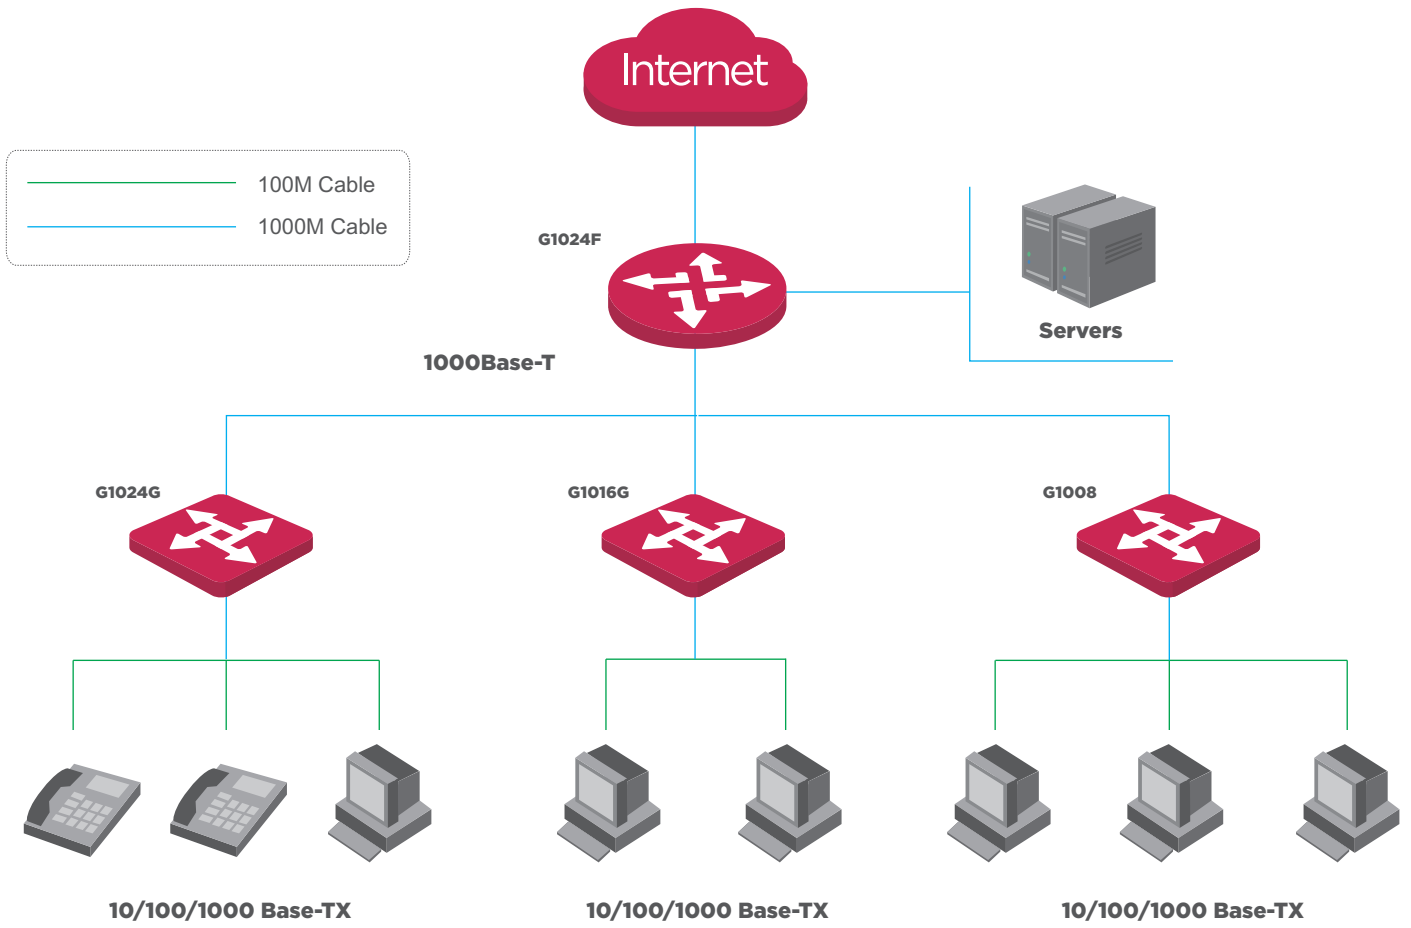 Internet
100M Cable
1000M Cable
G1024F
Servers
1000Base-T
G1024G
G1016G
G1008
10/100/1000 Base-TX
10/100/1000 Base-TX
10/100/1000 Base-TX